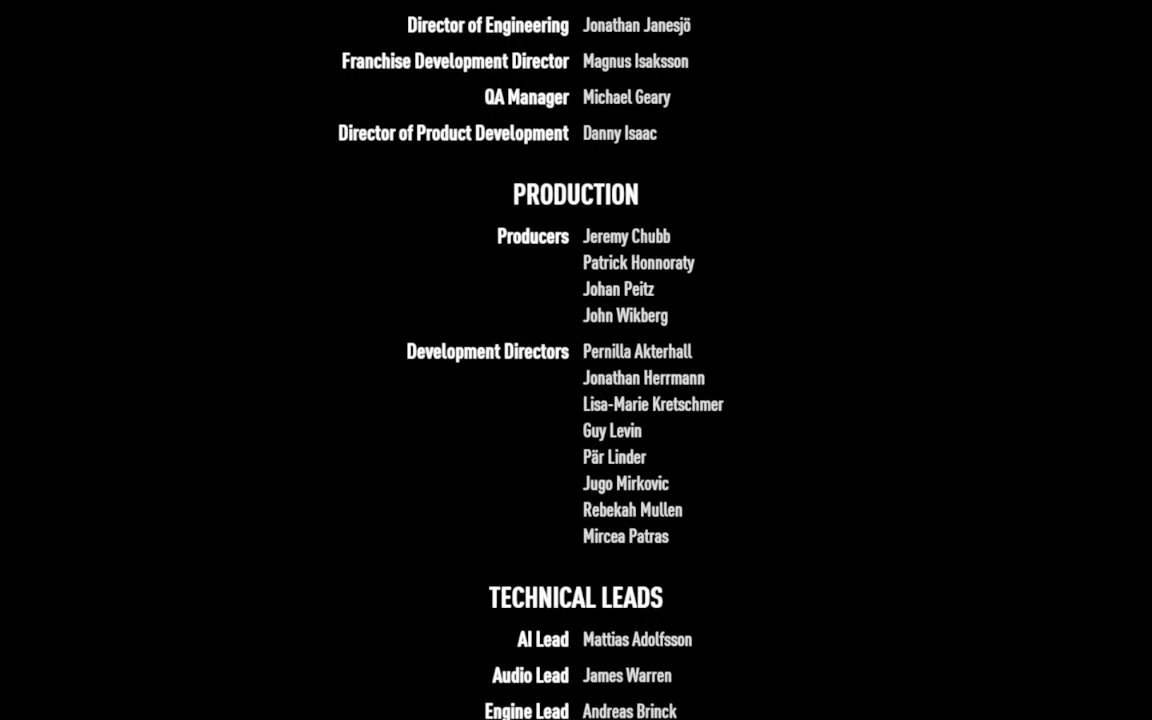 Director of Engineering Jonathan Janesjö
Franchise Development Director Magnus Isaksson
QA Manager Michael Geary
Director of Product Development Danny Isaac
PRODUCTION
Producers Jeremy Chubb
Patrick Honnoraty
Johan Peitz
John Wikberg
Development Directors Pernilla Akterhall
Jonathan Herrmann
Lisa-Marie Kretschmer
Guy Levin
Pär Linder
Jugo Mirkovic
Rebekah Mullen
Mircea Patras
TECHNICAL LEADS
AI Lead Mattias Adolfsson
Audio Lead James Warren
Engine Lead Andreas Brinck